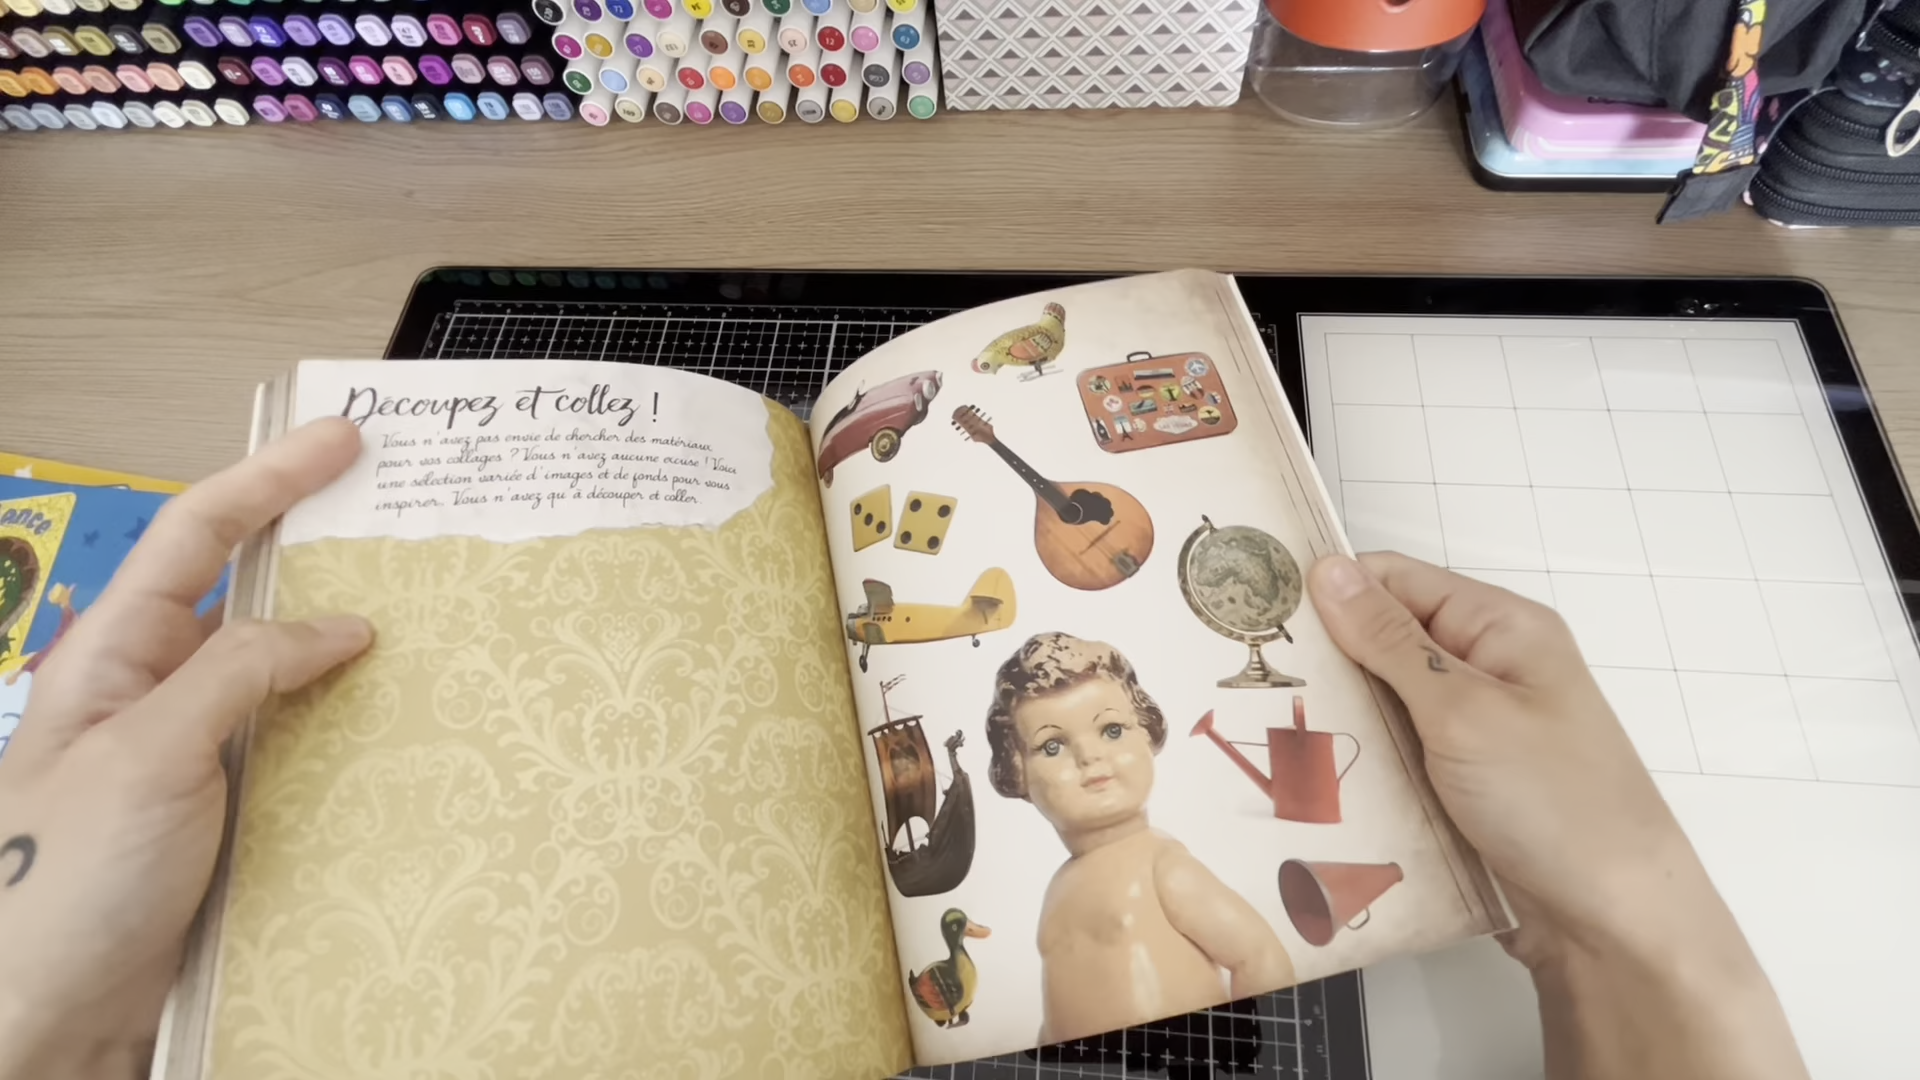 Découpez et collez !
Vous n'avez pas envie de chercher des matériaux
pour vos collages ? Vous n'avez aucune excuse ! Voici
une sélection variée d'images et de fonds pour vous
inspirer. Vous n'avez qu'à découper et coller.